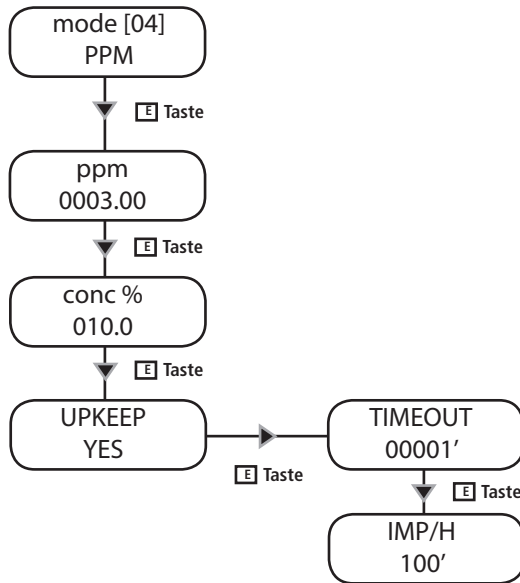 mode [04]
PPM
E Taste
ppm
0003.00
E Taste
conc %
010.0
E Taste
UPKEEP
YES
E Taste
TIMEOUT
00001’
E Taste
IMP/H
100’